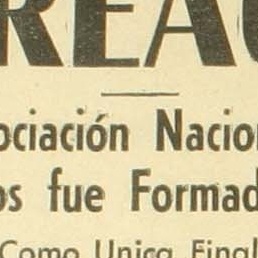 REAC
ociación Nacion
os fue Formad
Como Unica Final